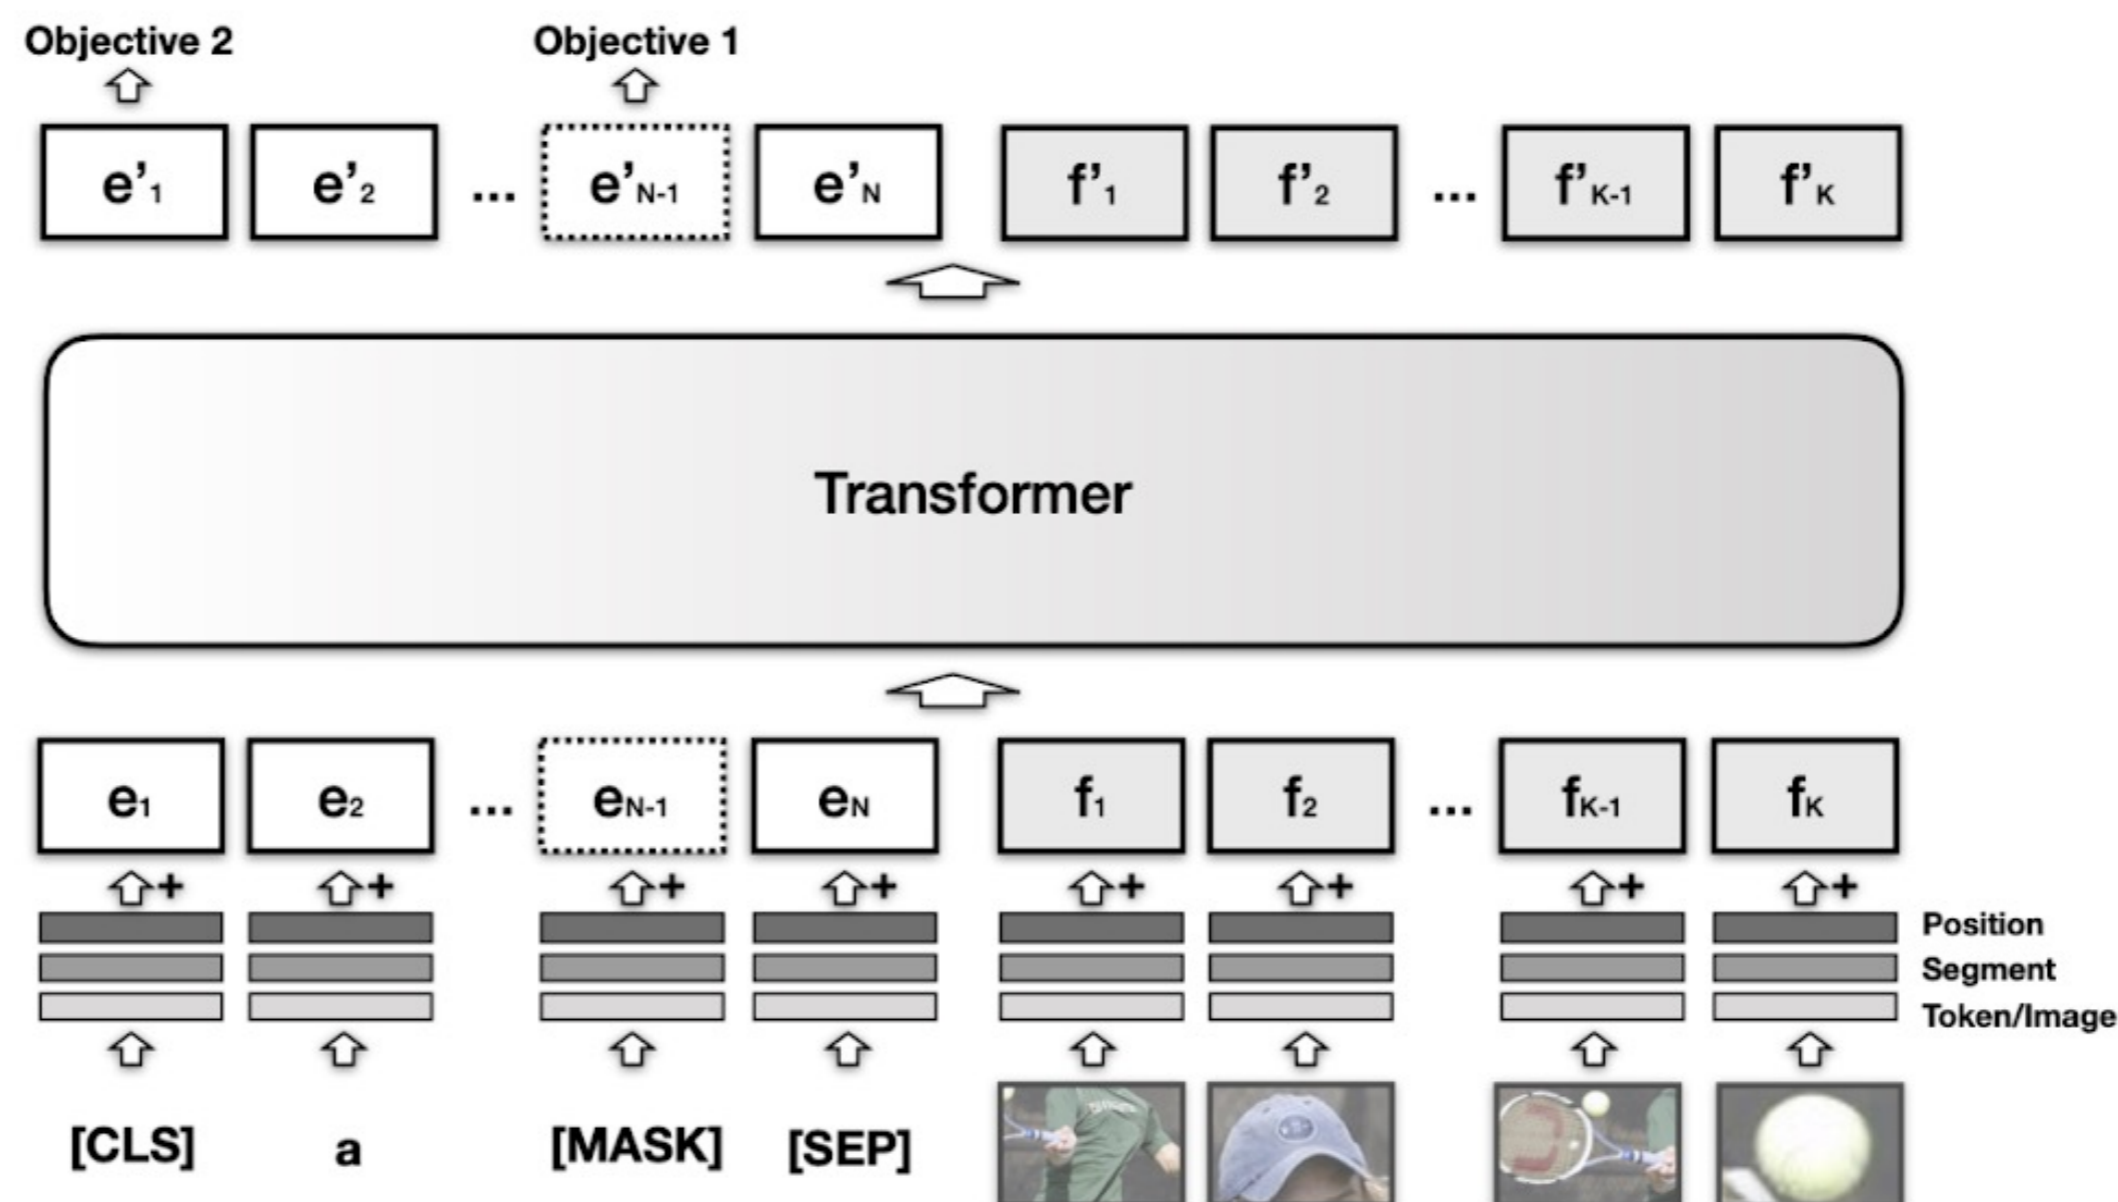 Objective 2 Objective 1
e’1 e’2 ... e’N-1 e’N f’1 f’2 ... f’K-1 f’K
Transformer
e1 e2 ... eN-1 eN f1 f2 ... fK-1 fK
+ + + + + + + +
Position
Segment
Token/Image
[CLS] a [MASK] [SEP]